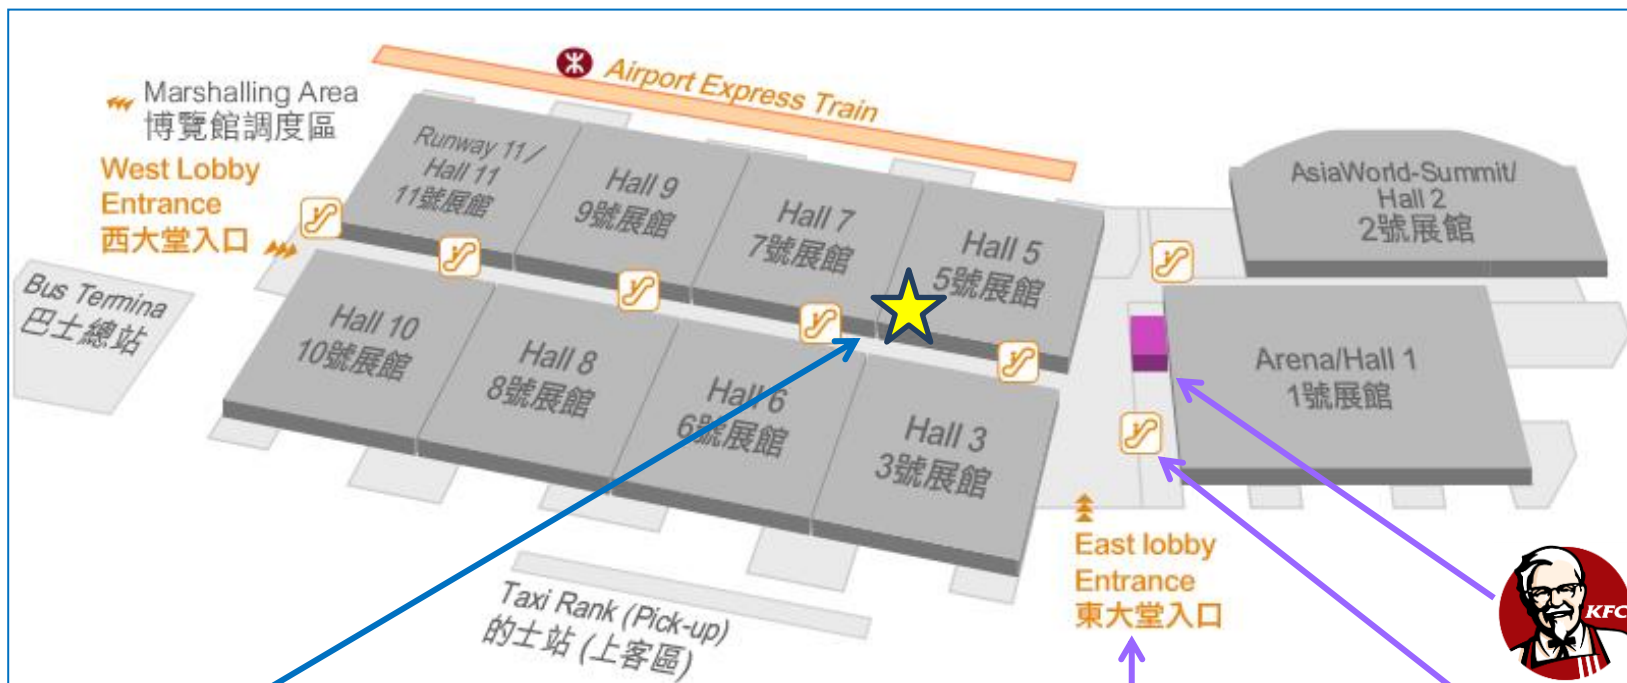 Airport Express Train
Marshalling Area
博覽館調度區
West Lobby
Entrance
西大堂入口
Runway 11/
Hall 11
11號展館
Hall 9
9號展館
Hall 7
7號展館
Hall 5
5號展館
AsiaWorld-Summit/
Hall 2
2號展館
Bus Termina
巴士總站
Hall 10
10號展館
Hall 8
8號展館
Hall 6
6號展館
Hall 3
3號展館
Arena/Hall 1
1號展館
East lobby
Entrance
東大堂入口
Taxi Rank (Pick-up)
的士站 (上客區)
KFC